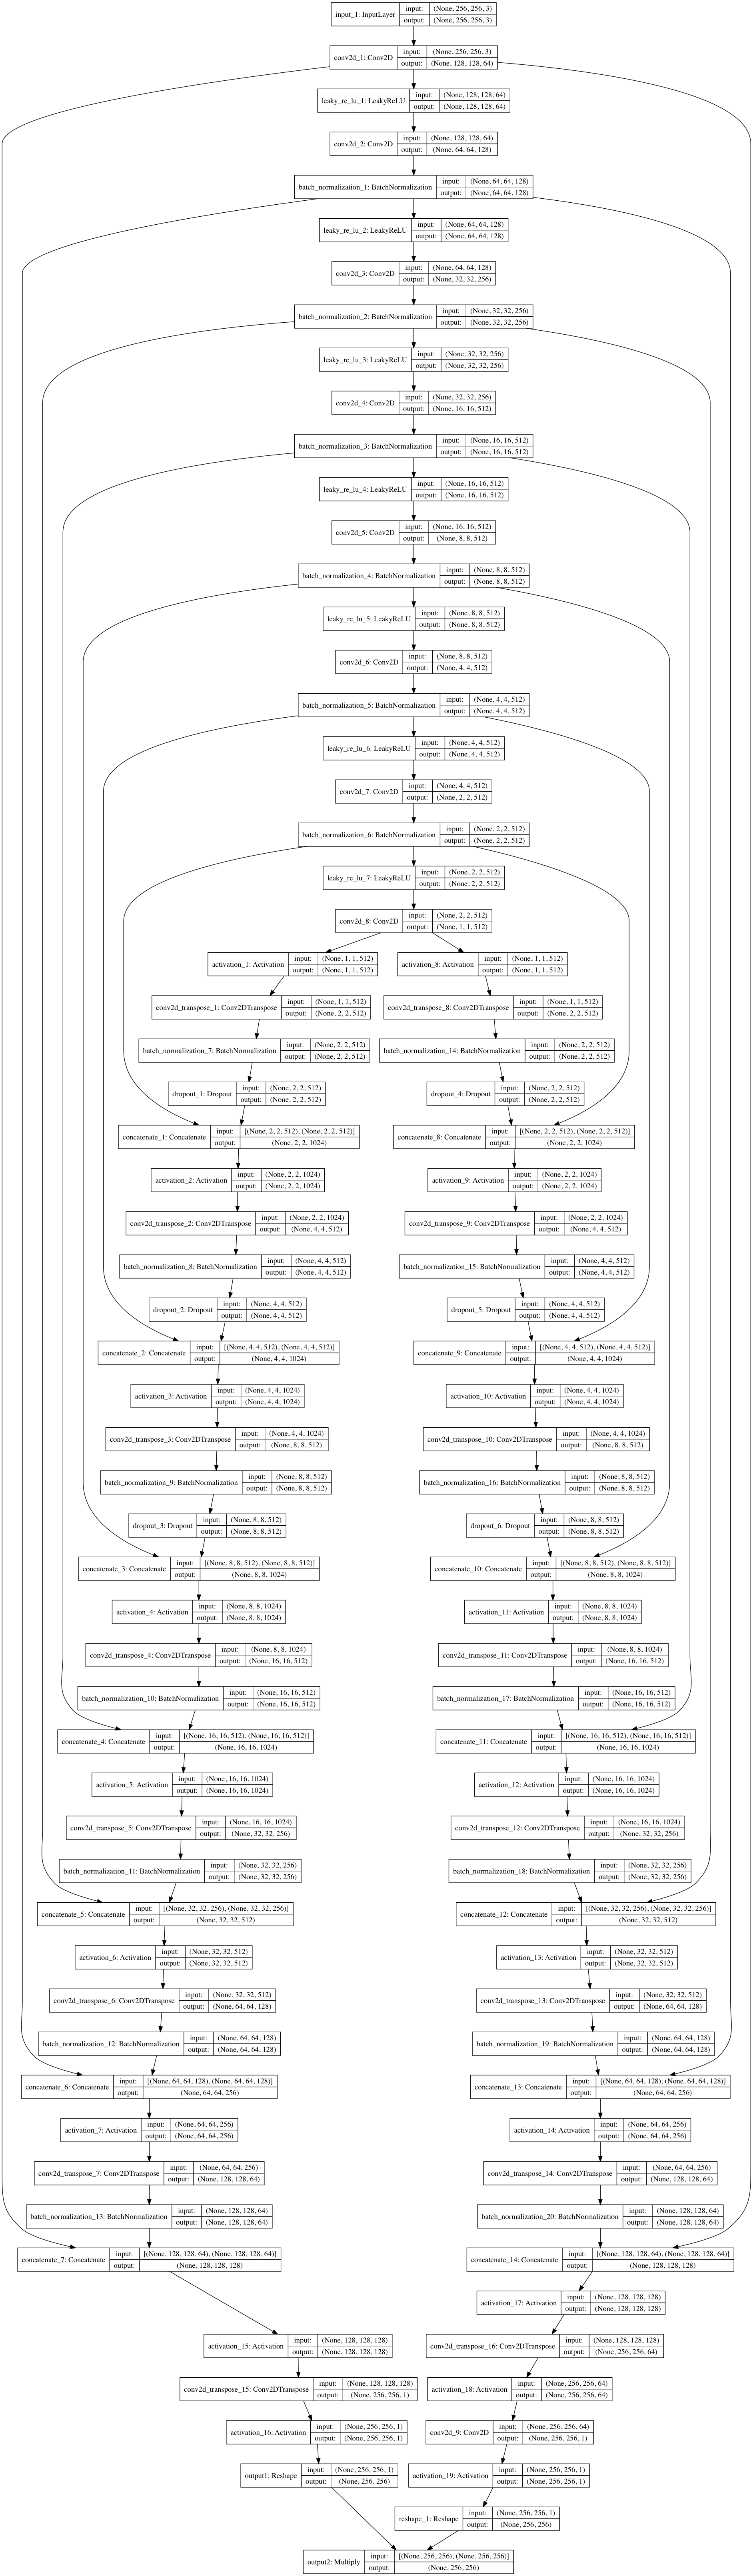 input_1: InputLayer input: (None, 256, 256, 3)
output: (None, 256, 256, 3)
conv2d_1: Conv2D input: (None, 256, 256, 3)
output: (None, 128, 128, 64)
leaky_re_lu_1: LeakyReLU input: (None, 128, 128, 64)
output: (None, 128, 128, 64)
conv2d_2: Conv2D input: (None, 128, 128, 64)
output: (None, 64, 64, 128)
batch_normalization_1: BatchNormalization input: (None, 64, 64, 128)
output: (None, 64, 64, 128)
leaky_re_lu_2: LeakyReLU input: (None, 64, 64, 128)
output: (None, 64, 64, 128)
conv2d_3: Conv2D input: (None, 64, 64, 128)
output: (None, 32, 32, 256)
batch_normalization_2: BatchNormalization input: (None, 32, 32, 256)
output: (None, 32, 32, 256)
leaky_re_lu_3: LeakyReLU input: (None, 32, 32, 256)
output: (None, 32, 32, 256)
conv2d_4: Conv2D input: (None, 32, 32, 256)
output: (None, 16, 16, 512)
batch_normalization_3: BatchNormalization input: (None, 16, 16, 512)
output: (None, 16, 16, 512)
leaky_re_lu_4: LeakyReLU input: (None, 16, 16, 512)
output: (None, 16, 16, 512)
conv2d_5: Conv2D input: (None, 16, 16, 512)
output: (None, 8, 8, 512)
batch_normalization_4: BatchNormalization input: (None, 8, 8, 512)
output: (None, 8, 8, 512)
leaky_re_lu_5: LeakyReLU input: (None, 8, 8, 512)
output: (None, 8, 8, 512)
conv2d_6: Conv2D input: (None, 8, 8, 512)
output: (None, 4, 4, 512)
batch_normalization_5: BatchNormalization input: (None, 4, 4, 512)
output: (None, 4, 4, 512)
leaky_re_lu_6: LeakyReLU input: (None, 4, 4, 512)
output: (None, 4, 4, 512)
conv2d_7: Conv2D input: (None, 4, 4, 512)
output: (None, 2, 2, 512)
batch_normalization_6: BatchNormalization input: (None, 2, 2, 512)
output: (None, 2, 2, 512)
leaky_re_lu_7: LeakyReLU input: (None, 2, 2, 512)
output: (None, 2, 2, 512)
conv2d_8: Conv2D input: (None, 2, 2, 512)
output: (None, 1, 1, 512)
activation_1: Activation input: (None, 1, 1, 512)
output: (None, 1, 1, 512)
activation_8: Activation input: (None, 1, 1, 512)
output: (None, 1, 1, 512)
conv2d_transpose_1: Conv2DTranspose input: (None, 1, 1, 512)
output: (None, 2, 2, 512)
conv2d_transpose_8: Conv2DTranspose input: (None, 1, 1, 512)
output: (None, 2, 2, 512)
batch_normalization_7: BatchNormalization input: (None, 2, 2, 512)
output: (None, 2, 2, 512)
batch_normalization_14: BatchNormalization input: (None, 2, 2, 512)
output: (None, 2, 2, 512)
dropout_1: Dropout input: (None, 2, 2, 512)
output: (None, 2, 2, 512)
dropout_4: Dropout input: (None, 2, 2, 512)
output: (None, 2, 2, 512)
concatenate_1: Concatenate input: [(None, 2, 2, 512), (None, 2, 2, 512)]
output: (None, 2, 2, 1024)
concatenate_8: Concatenate input: [(None, 2, 2, 512), (None, 2, 2, 512)]
output: (None, 2, 2, 1024)
activation_2: Activation input: (None, 2, 2, 1024)
output: (None, 2, 2, 1024)
activation_9: Activation input: (None, 2, 2, 1024)
output: (None, 2, 2, 1024)
conv2d_transpose_2: Conv2DTranspose input: (None, 2, 2, 1024)
output: (None, 4, 4, 512)
conv2d_transpose_9: Conv2DTranspose input: (None, 2, 2, 1024)
output: (None, 4, 4, 512)
batch_normalization_8: BatchNormalization input: (None, 4, 4, 512)
output: (None, 4, 4, 512)
batch_normalization_15: BatchNormalization input: (None, 4, 4, 512)
output: (None, 4, 4, 512)
dropout_2: Dropout input: (None, 4, 4, 512)
output: (None, 4, 4, 512)
dropout_5: Dropout input: (None, 4, 4, 512)
output: (None, 4, 4, 512)
concatenate_2: Concatenate input: [(None, 4, 4, 512), (None, 4, 4, 512)]
output: (None, 4, 4, 1024)
concatenate_9: Concatenate input: [(None, 4, 4, 512), (None, 4, 4, 512)]
output: (None, 4, 4, 1024)
activation_3: Activation input: (None, 4, 4, 1024)
output: (None, 4, 4, 1024)
activation_10: Activation input: (None, 4, 4, 1024)
output: (None, 4, 4, 1024)
conv2d_transpose_3: Conv2DTranspose input: (None, 4, 4, 1024)
output: (None, 8, 8, 512)
conv2d_transpose_10: Conv2DTranspose input: (None, 4, 4, 1024)
output: (None, 8, 8, 512)
batch_normalization_9: BatchNormalization input: (None, 8, 8, 512)
output: (None, 8, 8, 512)
batch_normalization_16: BatchNormalization input: (None, 8, 8, 512)
output: (None, 8, 8, 512)
dropout_3: Dropout input: (None, 8, 8, 512)
output: (None, 8, 8, 512)
dropout_6: Dropout input: (None, 8, 8, 512)
output: (None, 8, 8, 512)
concatenate_3: Concatenate input: [(None, 8, 8, 512), (None, 8, 8, 512)]
output: (None, 8, 8, 1024)
concatenate_10: Concatenate input: [(None, 8, 8, 512), (None, 8, 8, 512)]
output: (None, 8, 8, 1024)
activation_4: Activation input: (None, 8, 8, 1024)
output: (None, 8, 8, 1024)
activation_11: Activation input: (None, 8, 8, 1024)
output: (None, 8, 8, 1024)
conv2d_transpose_4: Conv2DTranspose input: (None, 8, 8, 1024)
output: (None, 16, 16, 512)
conv2d_transpose_11: Conv2DTranspose input: (None, 8, 8, 1024)
output: (None, 16, 16, 512)
batch_normalization_10: BatchNormalization input: (None, 16, 16, 512)
output: (None, 16, 16, 512)
batch_normalization_17: BatchNormalization input: (None, 16, 16, 512)
output: (None, 16, 16, 512)
concatenate_4: Concatenate input: [(None, 16, 16, 512), (None, 16, 16, 512)]
output: (None, 16, 16, 1024)
concatenate_11: Concatenate input: [(None, 16, 16, 512), (None, 16, 16, 512)]
output: (None, 16, 16, 1024)
activation_5: Activation input: (None, 16, 16, 1024)
output: (None, 16, 16, 1024)
activation_12: Activation input: (None, 16, 16, 1024)
output: (None, 16, 16, 1024)
conv2d_transpose_5: Conv2DTranspose input: (None, 16, 16, 1024)
output: (None, 32, 32, 256)
conv2d_transpose_12: Conv2DTranspose input: (None, 16, 16, 1024)
output: (None, 32, 32, 256)
batch_normalization_11: BatchNormalization input: (None, 32, 32, 256)
output: (None, 32, 32, 256)
batch_normalization_18: BatchNormalization input: (None, 32, 32, 256)
output: (None, 32, 32, 256)
concatenate_5: Concatenate input: [(None, 32, 32, 256), (None, 32, 32, 256)]
output: (None, 32, 32, 512)
concatenate_12: Concatenate input: [(None, 32, 32, 256), (None, 32, 32, 256)]
output: (None, 32, 32, 512)
activation_6: Activation input: (None, 32, 32, 512)
output: (None, 32, 32, 512)
activation_13: Activation input: (None, 32, 32, 512)
output: (None, 32, 32, 512)
conv2d_transpose_6: Conv2DTranspose input: (None, 32, 32, 512)
output: (None, 64, 64, 128)
conv2d_transpose_13: Conv2DTranspose input: (None, 32, 32, 512)
output: (None, 64, 64, 128)
batch_normalization_12: BatchNormalization input: (None, 64, 64, 128)
output: (None, 64, 64, 128)
batch_normalization_19: BatchNormalization input: (None, 64, 64, 128)
output: (None, 64, 64, 128)
concatenate_6: Concatenate input: [(None, 64, 64, 128), (None, 64, 64, 128)]
output: (None, 64, 64, 256)
concatenate_13: Concatenate input: [(None, 64, 64, 128), (None, 64, 64, 128)]
output: (None, 64, 64, 256)
activation_7: Activation input: (None, 64, 64, 256)
output: (None, 64, 64, 256)
activation_14: Activation input: (None, 64, 64, 256)
output: (None, 64, 64, 256)
conv2d_transpose_7: Conv2DTranspose input: (None, 64, 64, 256)
output: (None, 128, 128, 64)
conv2d_transpose_14: Conv2DTranspose input: (None, 64, 64, 256)
output: (None, 128, 128, 64)
batch_normalization_13: BatchNormalization input: (None, 128, 128, 64)
output: (None, 128, 128, 64)
batch_normalization_20: BatchNormalization input: (None, 128, 128, 64)
output: (None, 128, 128, 64)
concatenate_7: Concatenate input: [(None, 128, 128, 64), (None, 128, 128, 64)]
output: (None, 128, 128, 128)
concatenate_14: Concatenate input: [(None, 128, 128, 64), (None, 128, 128, 64)]
output: (None, 128, 128, 128)
activation_17: Activation input: (None, 128, 128, 128)
output: (None, 128, 128, 128)
activation_15: Activation input: (None, 128, 128, 128)
output: (None, 128, 128, 128)
conv2d_transpose_16: Conv2DTranspose input: (None, 128, 128, 128)
output: (None, 256, 256, 64)
conv2d_transpose_15: Conv2DTranspose input: (None, 128, 128, 128)
output: (None, 256, 256, 1)
activation_18: Activation input: (None, 256, 256, 64)
output: (None, 256, 256, 64)
activation_16: Activation input: (None, 256, 256, 1)
output: (None, 256, 256, 1)
conv2d_9: Conv2D input: (None, 256, 256, 64)
output: (None, 256, 256, 1)
output1: Reshape input: (None, 256, 256, 1)
output: (None, 256, 256)
activation_19: Activation input: (None, 256, 256, 1)
output: (None, 256, 256, 1)
reshape_1: Reshape input: (None, 256, 256, 1)
output: (None, 256, 256)
output2: Multiply input: [(None, 256, 256), (None, 256, 256)]
output: (None, 256, 256)